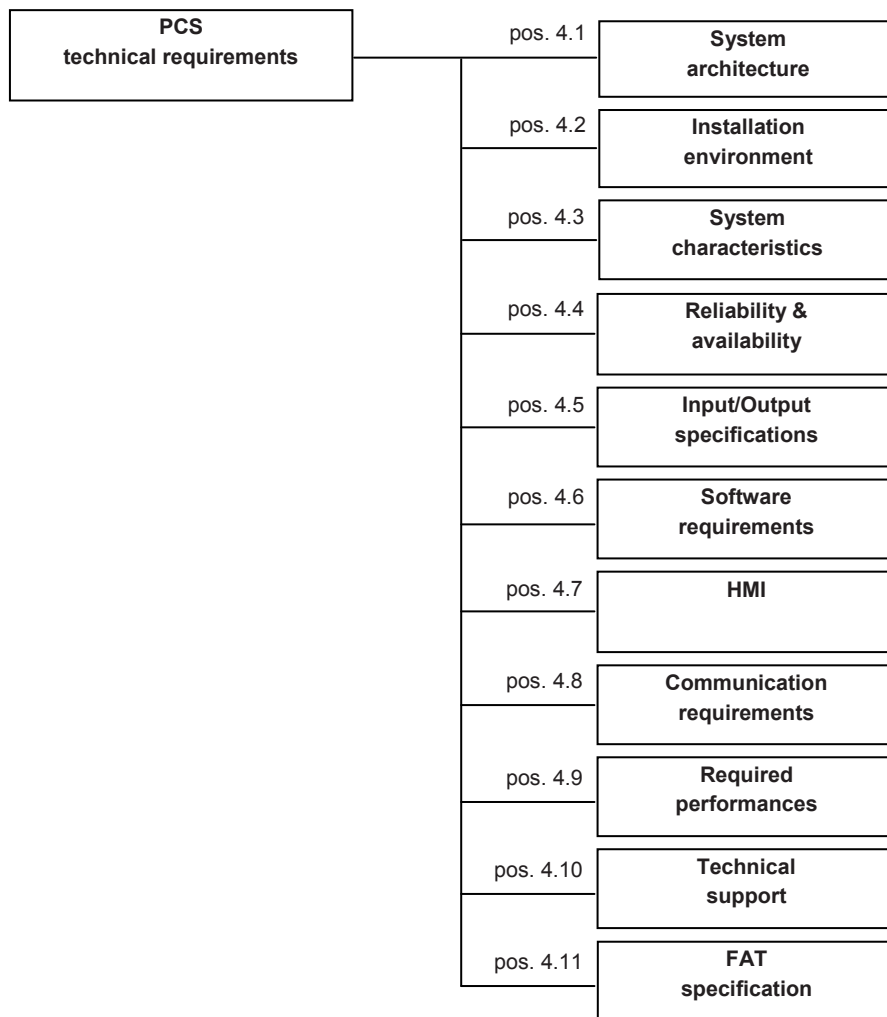 PCS
technical requirements
pos. 4.1
System
architecture
pos. 4.2
Installation
environment
pos. 4.3
System
characteristics
pos. 4.4
Reliability &
availability
pos. 4.5
Input/Output
specifications
pos. 4.6
Software
requirements
pos. 4.7
HMI
pos. 4.8
Communication
requirements
pos. 4.9
Required
performances
pos. 4.10
Technical
support
pos. 4.11
FAT
specification